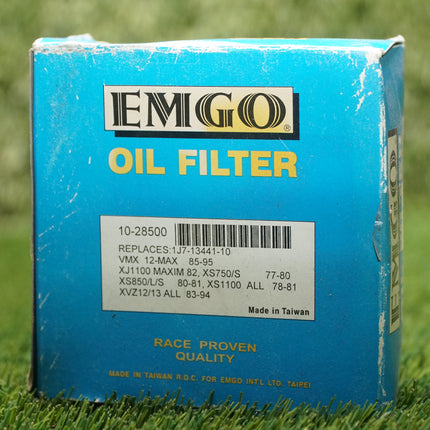 EMGO®
OIL FILTER
10-28500
REPLACES:1J7-13441-10
VMX 12-MAX 85-95
XJ1100 MAXIM 82, XS750/S 77-80
XS850/L/S 80-81, XS1100 ALL 78-81
XVZ12/13 ALL 83-94
Made in Taiwan
RACE PROVEN
QUALITY
MADE IN TAIWAN R.O.C. FOR EMGO INT'L LTD. TAIPEI
EMGO